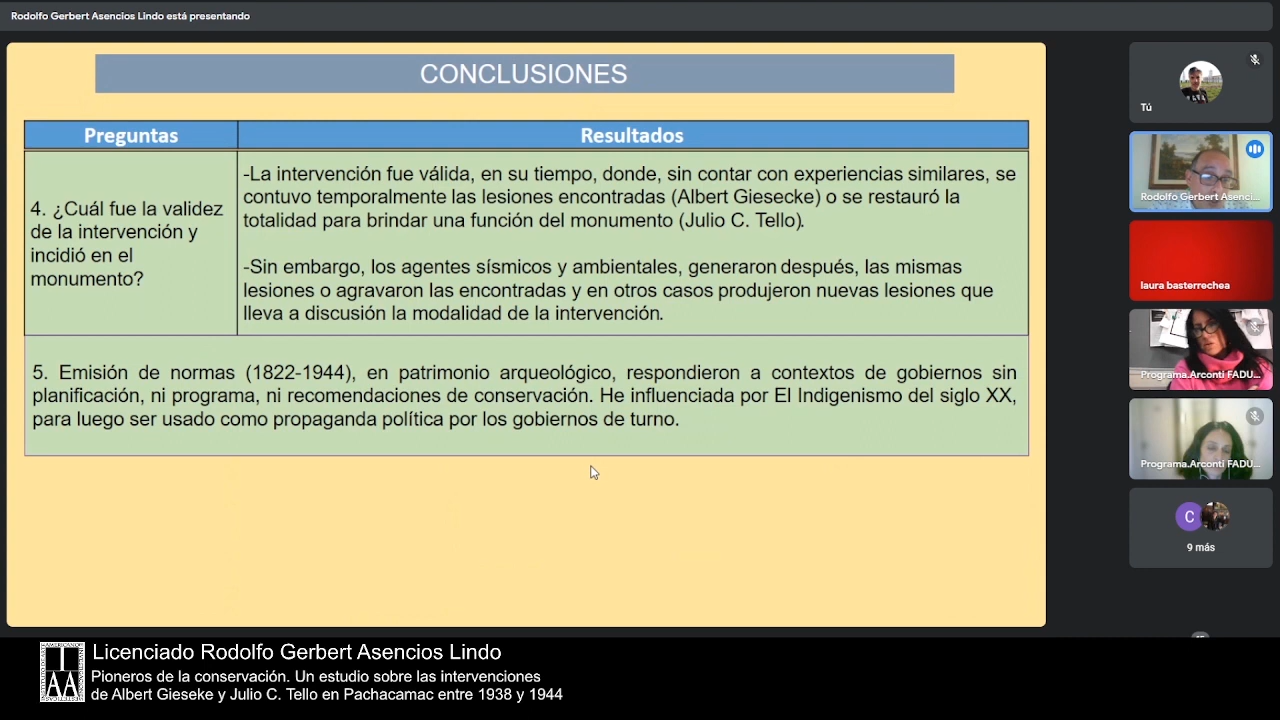 Rodolfo Gerbert Asencios Lindo está presentando
CONCLUSIONES
Preguntas
Resultados
4. ¿Cuál fue la validez
de la intervención y
incidió en el
monumento?
-La intervención fue válida, en su tiempo, donde, sin contar con experiencias similares, se
contuvo temporalmente las lesiones encontradas (Albert Giesecke) o se restauró la
totalidad para brindar una función del monumento (Julio C. Tello).
-Sin embargo, los agentes sísmicos y ambientales, generaron después, las mismas
lesiones o agravaron las encontradas y en otros casos produjeron nuevas lesiones que
lleva a discusión la modalidad de la intervención.
5. Emisión de normas (1822-1944), en patrimonio arqueológico, respondieron a contextos de gobiernos sin
planificación, ni programa, ni recomendaciones de conservación. He influenciada por El Indigenismo del siglo XX,
para luego ser usado como propaganda política por los gobiernos de turno.
Tú
Rodolfo Gerbert Asenci...
laura basterrechea
Programa.Arconti FADU...
Programa.Arconti FADU...
C
9 más
IAA
Licenciado Rodolfo Gerbert Asencios Lindo
Pioneros de la conservación. Un estudio sobre las intervenciones
de Albert Gieseke y Julio C. Tello en Pachacamac entre 1938 y 1944